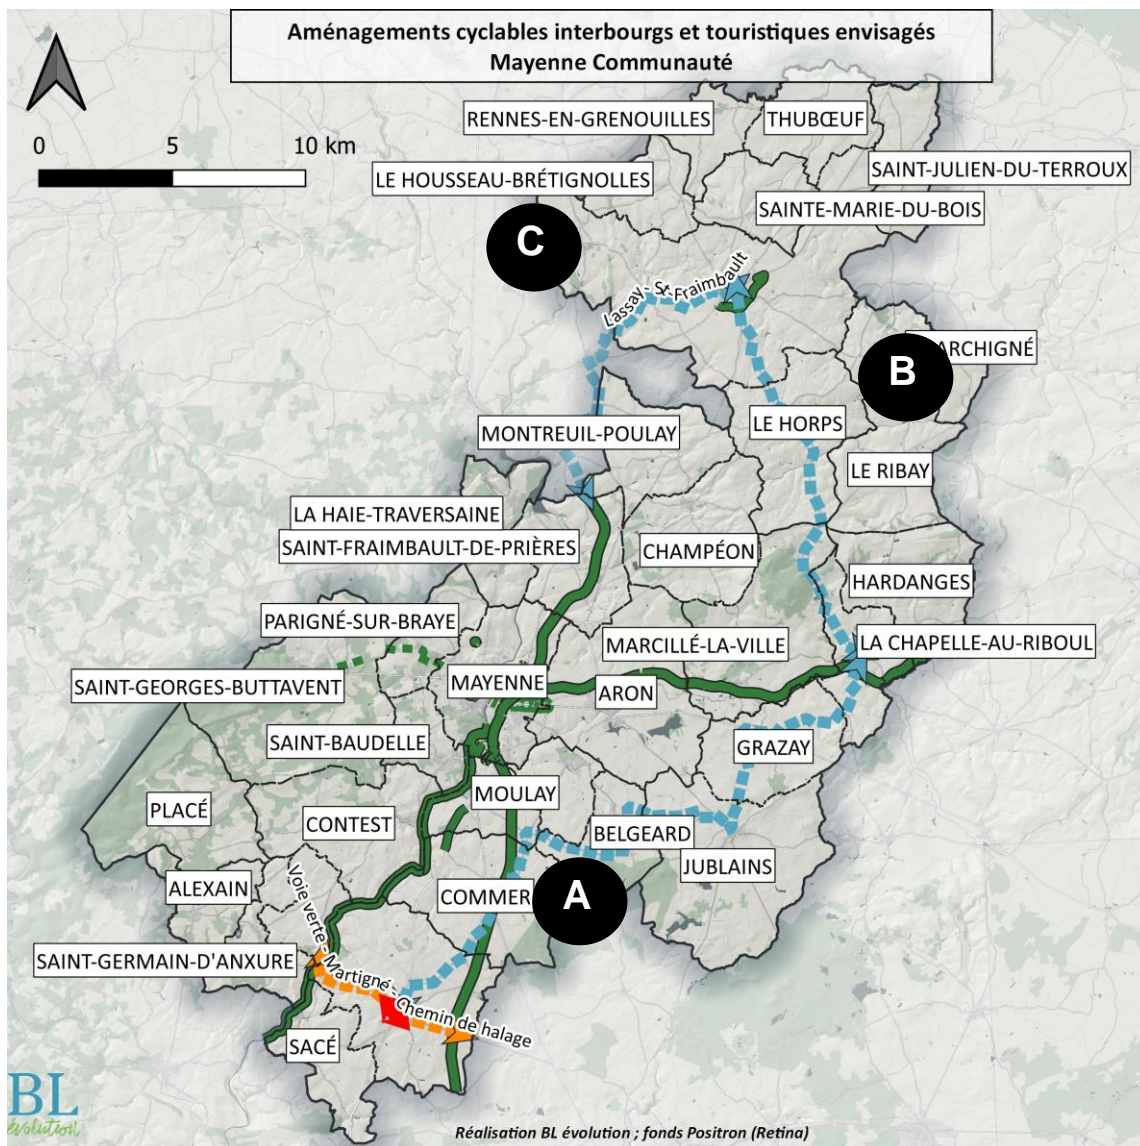 Aménagements cyclables interbourgs et touristiques envisagés
Mayenne Communauté
0 5 10 km
RENNES-EN-GRENOUILLES
THUBŒUF
SAINT-JULIEN-DU-TERROUX
LE HOUSSEAU-BRÉTIGNOLLES
SAINTE-MARIE-DU-BOIS
C
Lassay - St-Fraimbault
ARCHIGNÉ
B
MONTREUIL-POULAY
LE HORPS
LE RIBAY
LA HAIE-TRAVERSAINE
SAINT-FRAIMBAULT-DE-PRIÈRES
CHAMPÉON
HARDANGES
PARIGNÉ-SUR-BRAYE
MARCILLÉ-LA-VILLE
LA CHAPELLE-AU-RIBOUL
SAINT-GEORGES-BUTTAVENT
MAYENNE
ARON
SAINT-BAUDELLE
GRAZAY
MOULAY
PLACÉ
CONTEST
BELGEARD
JUBLAINS
ALEXAIN
COMMER
A
SAINT-GERMAIN-D'ANXURE
Voie verte - Martigné - Chemin de halage
SACÉ
BL
évolution
Réalisation BL évolution ; fonds Positron (Retina)